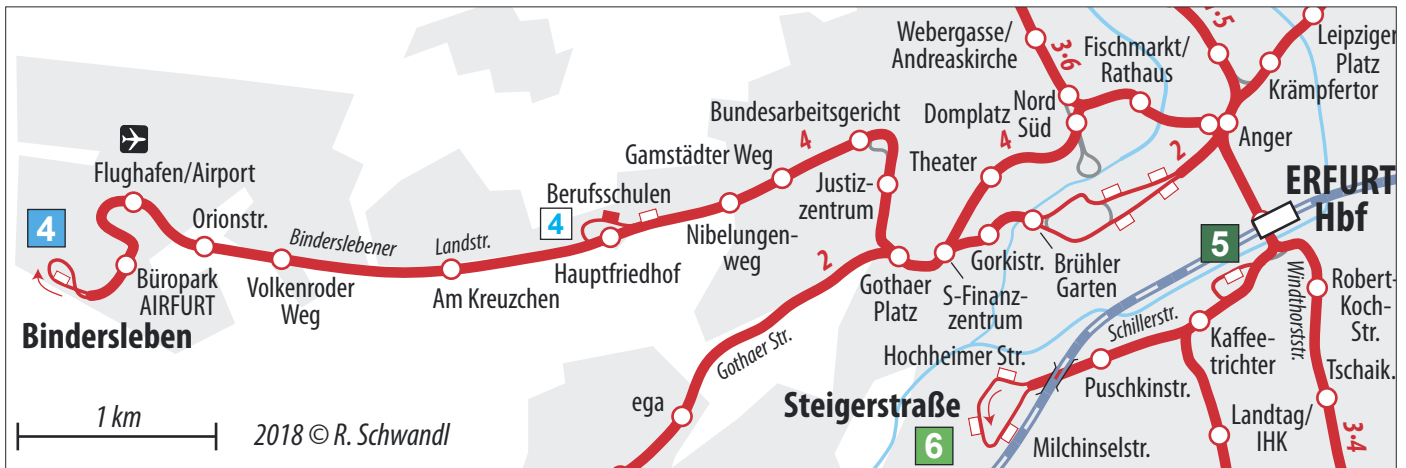 Webergasse/
Andreaskirche
3·6
Fischmarkt/
Rathaus
Leipziger
Platz
Krämpfertor
Domplatz
Nord
Süd
Anger
Bundesarbeitsgericht
4
4
2
Gamstädter Weg
Theater
Flughafen/Airport
Berufsschulen
4
Justiz-
zentrum
ERFURT
Hbf
4
Orionstr.
Binderslebener
Landstr.
Nibelungen-
weg
5
Büropark
AIRFURT
Volkenroder
Weg
Am Kreuzchen
Hauptfriedhof
2
Gothaer
Platz
S-Finanz-
zentrum
Gorkistr.
Brühler
Garten
Windthorststr.
Robert-
Koch-
Str.
Bindersleben
Gothaer Str.
Schillerstr.
Kaffee-
trichter
Hochheimer Str.
Puschkinstr.
Tschaik.
ega
Steigerstraße
6
Milchinselstr.
Landtag/
IHK
3·4
1 km
2018 © R. Schwandl